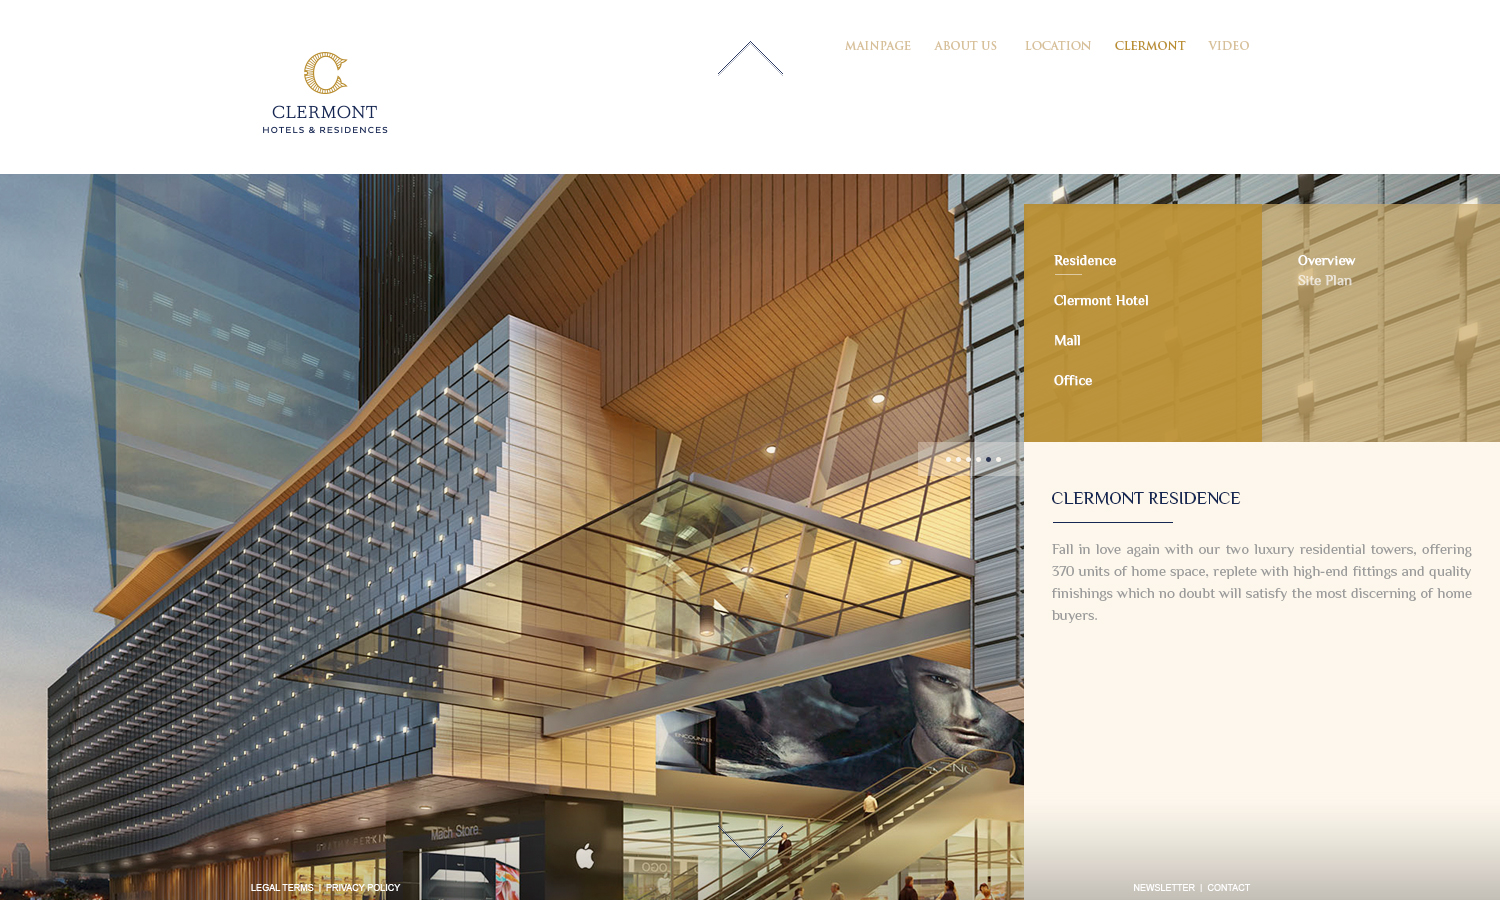 MAINPAGE ABOUT US LOCATION CLERMONT VIDEO
C
CLERMONT
HOTELS & RESIDENCES
Residence
Clermont Hotel
Mall
Office
Overview
Site Plan
CLERMONT RESIDENCE
Fall in love again with our two luxury residential towers, offering
370 units of home space, replete with high-end fittings and quality
finishings which no doubt will satisfy the most discerning of home
buyers.
ENCOUNTER
Mach Store
LEGAL TERMS | PRIVACY POLICY
NEWSLETTER | CONTACT